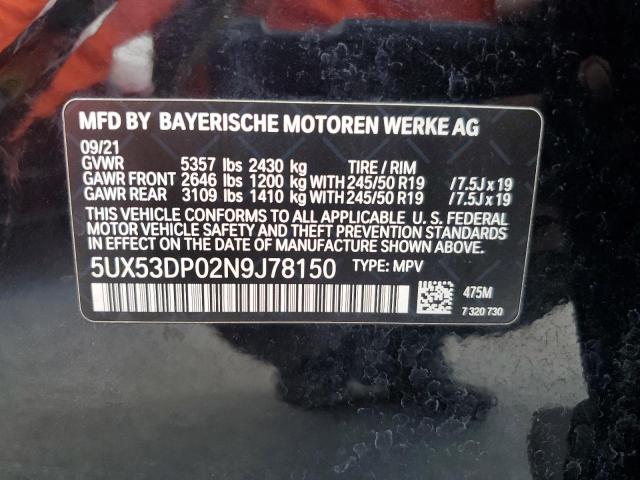 MFD BY BAYERISCHE MOTOREN WERKE AG
09/21
GVWR 5357 lbs 2430 kg TIRE / RIM
GAWR FRONT 2646 lbs 1200 kg WITH 245/50 R19 /7.5J x 19
GAWR REAR 3109 lbs 1410 kg WITH 245/50 R19 /7.5J x 19
THIS VEHICLE CONFORMS TO ALL APPLICABLE U. S. FEDERAL
MOTOR VEHICLE SAFETY AND THEFT PREVENTION STANDARDS
IN EFFECT ON THE DATE OF MANUFACTURE SHOWN ABOVE.
5UX53DP02N9J78150 TYPE: MPV
475M
7 320 730